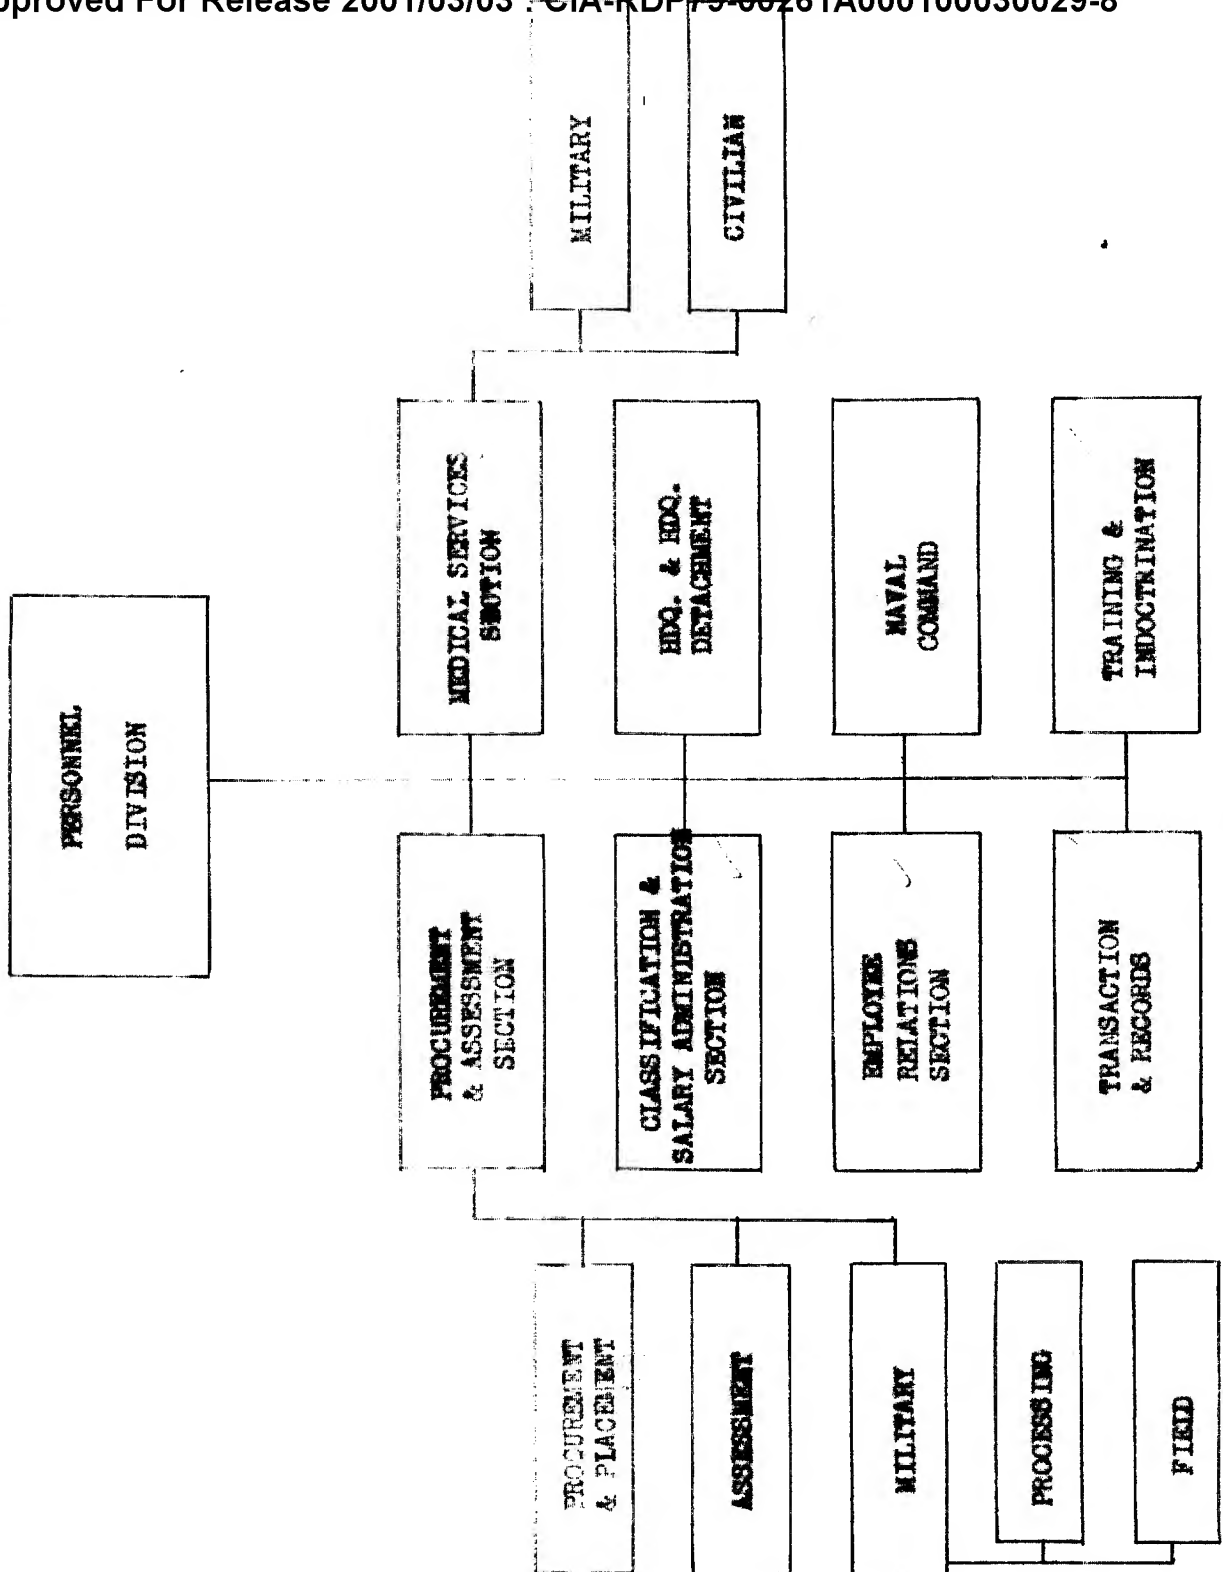 pproved For Release 2001/03/03 : CIA-RDP75-00261A000100030029-8
PERSONNEL
DIVISION
PROCUREMENT
& ASSESSMENT
SECTION
MEDICAL SERVICES
SECTION
CLASSIFICATION &
SALARY ADMINISTRATION
SECTION
HDQ. & HDQ.
DETACHMENT
EMPLOYEE
RELATIONS
SECTION
NAVAL
COMMAND
TRANSACTION
& RECORDS
TRAINING &
INDOCTRINATION
PROCUREMENT
& PLACEMENT
ASSESSMENT
MILITARY
PROCESSING
FIELD
MILITARY
CIVILIAN